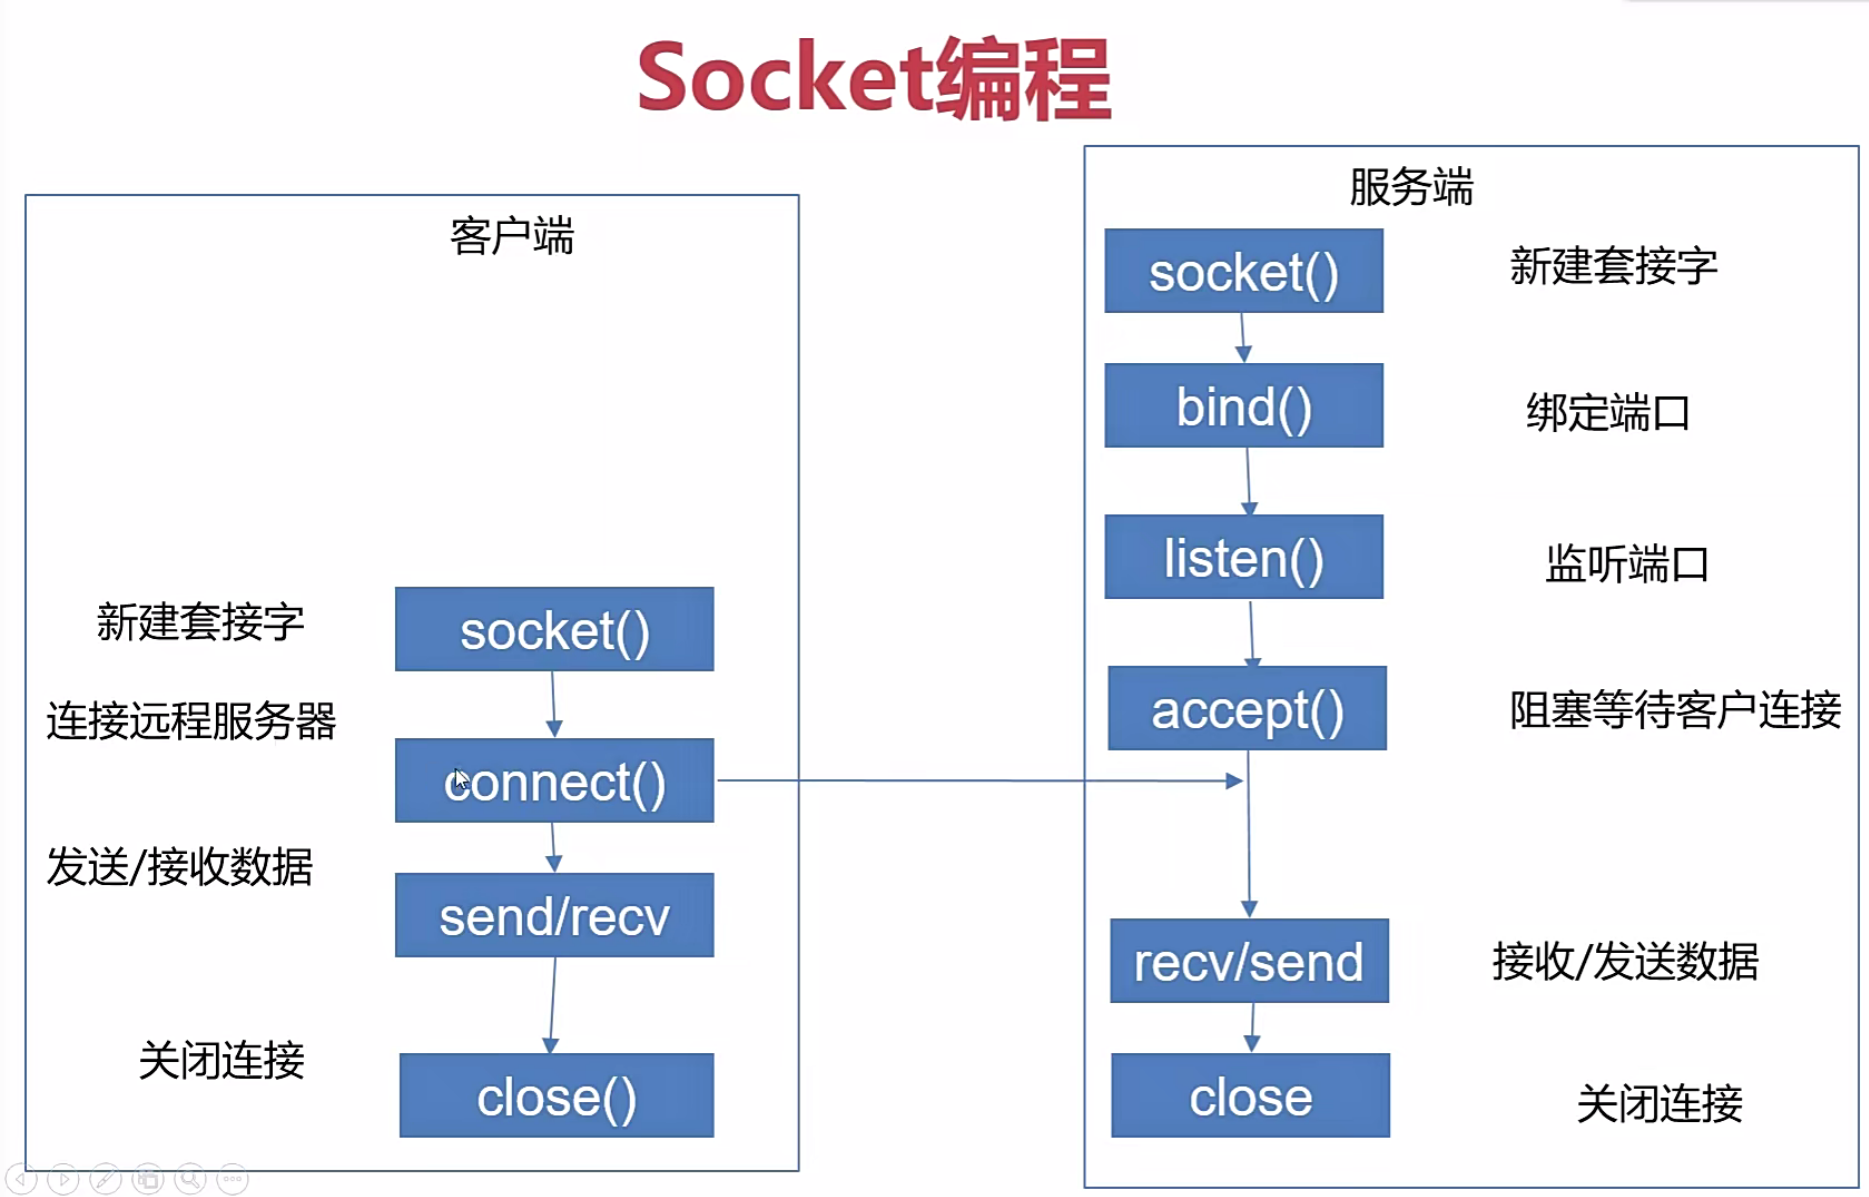 Socket编程
客户端
新建套接字
socket()
连接远程服务器
connect()
发送/接收数据
send/recv
关闭连接
close()
服务端
socket()
新建套接字
bind()
绑定端口
listen()
监听端口
accept()
阻塞等待客户连接
recv/send
接收/发送数据
close
关闭连接